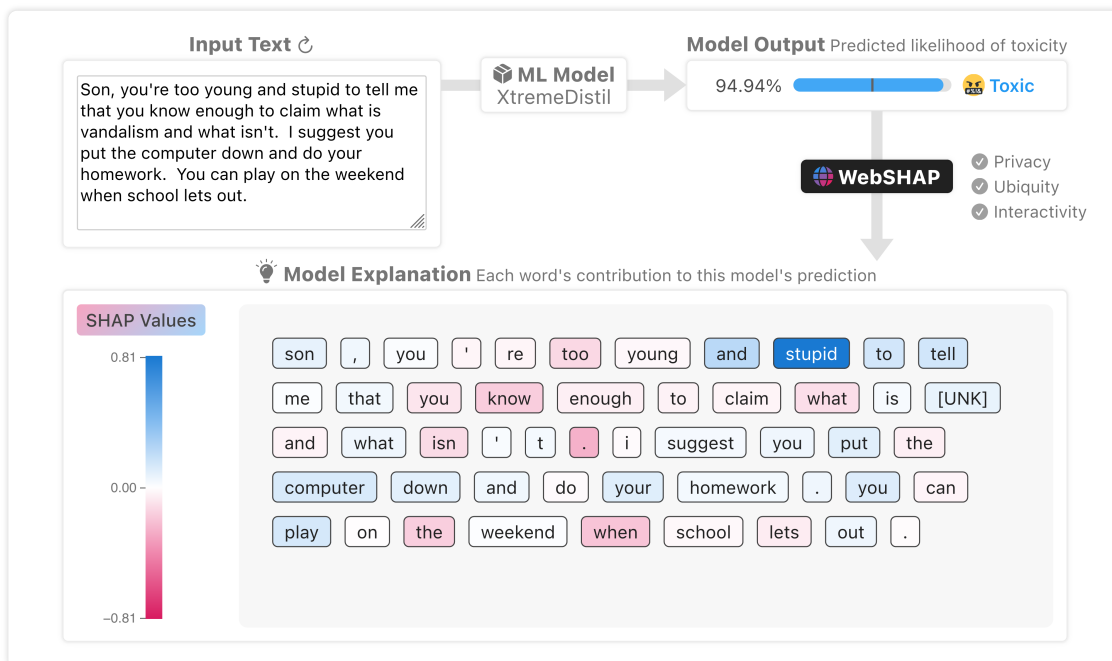 Input Text
Son, you're too young and stupid to tell me
that you know enough to claim what is
vandalism and what isn't.  I suggest you
put the computer down and do your
homework.  You can play on the weekend
when school lets out.
ML Model
XtremeDistil
Model Output Predicted likelihood of toxicity
94.94% Toxic
WebSHAP
Privacy
Ubiquity
Interactivity
Model Explanation Each word's contribution to this model's prediction
SHAP Values
0.81
0.00
−0.81
son , you ' re too young and stupid to tell
me that you know enough to claim what is [UNK]
and what isn ' t . i suggest you put the
computer down and do your homework . you can
play on the weekend when school lets out .